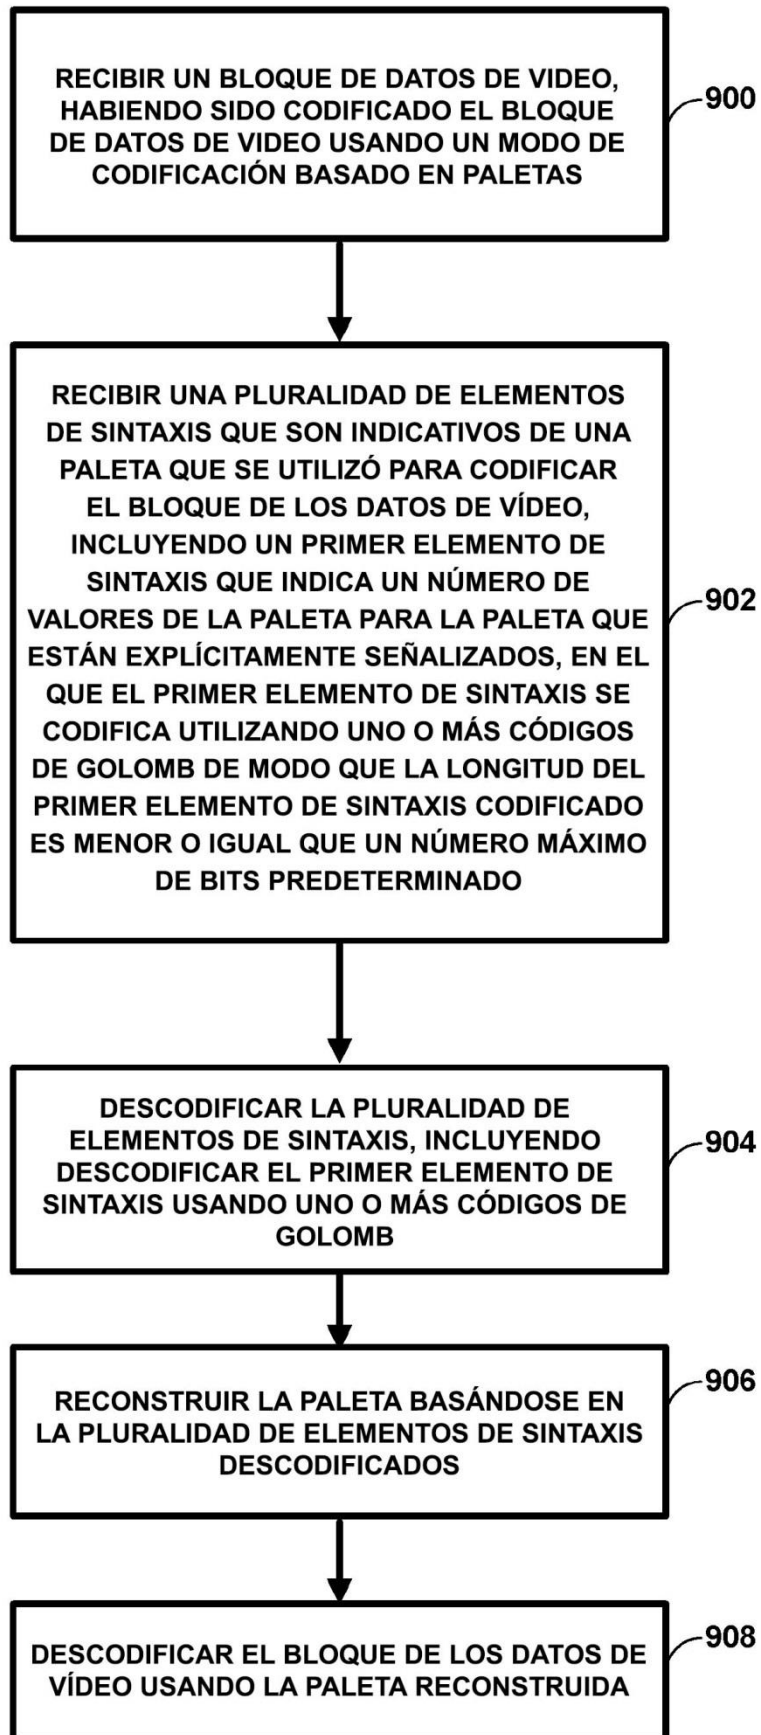 RECIBIR UN BLOQUE DE DATOS DE VIDEO,
HABIENDO SIDO CODIFICADO EL BLOQUE
DE DATOS DE VIDEO USANDO UN MODO DE
CODIFICACIÓN BASADO EN PALETAS
900
RECIBIR UNA PLURALIDAD DE ELEMENTOS
DE SINTAXIS QUE SON INDICATIVOS DE UNA
PALETA QUE SE UTILIZÓ PARA CODIFICAR
EL BLOQUE DE LOS DATOS DE VÍDEO,
INCLUYENDO UN PRIMER ELEMENTO DE
SINTAXIS QUE INDICA UN NÚMERO DE
VALORES DE LA PALETA PARA LA PALETA QUE
ESTÁN EXPLÍCITAMENTE SEÑALIZADOS, EN EL
QUE EL PRIMER ELEMENTO DE SINTAXIS SE
CODIFICA UTILIZANDO UNO O MÁS CÓDIGOS
DE GOLOMB DE MODO QUE LA LONGITUD DEL
PRIMER ELEMENTO DE SINTAXIS CODIFICADO
ES MENOR O IGUAL QUE UN NÚMERO MÁXIMO
DE BITS PREDETERMINADO
902
DESCODIFICAR LA PLURALIDAD DE
ELEMENTOS DE SINTAXIS, INCLUYENDO
DESCODIFICAR EL PRIMER ELEMENTO DE
SINTAXIS USANDO UNO O MÁS CÓDIGOS DE
GOLOMB
904
RECONSTRUIR LA PALETA BASÁNDOSE EN
LA PLURALIDAD DE ELEMENTOS DE SINTAXIS
DESCODIFICADOS
906
DESCODIFICAR EL BLOQUE DE LOS DATOS DE
VÍDEO USANDO LA PALETA RECONSTRUIDA
908